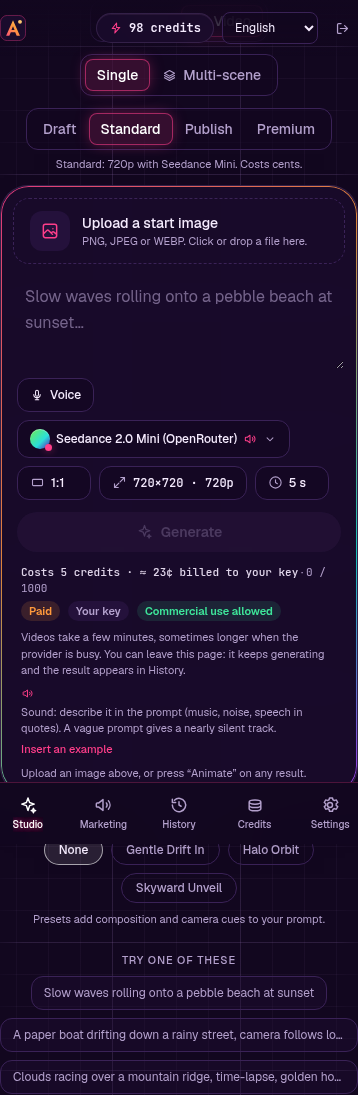 98 credits
English
Single
Multi-scene
Draft
Standard
Publish
Premium
Standard: 720p with Seedance Mini. Costs cents.
Upload a start image
PNG, JPEG or WEBP. Click or drop a file here.
Slow waves rolling onto a pebble beach at
sunset…
Voice
Seedance 2.0 Mini (OpenRouter)
1:1
720×720 · 720p
5 s
Generate
Costs 5 credits · ≈ 23¢ billed to your key·0 /
1000
Paid
Your key
Commercial use allowed
Videos take a few minutes, sometimes longer when the
provider is busy. You can leave this page: it keeps generating
and the result appears in History.
Sound: describe it in the prompt (music, noise, speech in
quotes). A vague prompt gives a nearly silent track.
Insert an example
Upload an image above, or press “Animate” on any result.
Studio
Marketing
History
Credits
Settings
None
Gentle Drift In
Halo Orbit
Skyward Unveil
Presets add composition and camera cues to your prompt.
TRY ONE OF THESE
Slow waves rolling onto a pebble beach at sunset
A paper boat drifting down a rainy street, camera follows lo…
Clouds racing over a mountain ridge, time-lapse, golden ho…